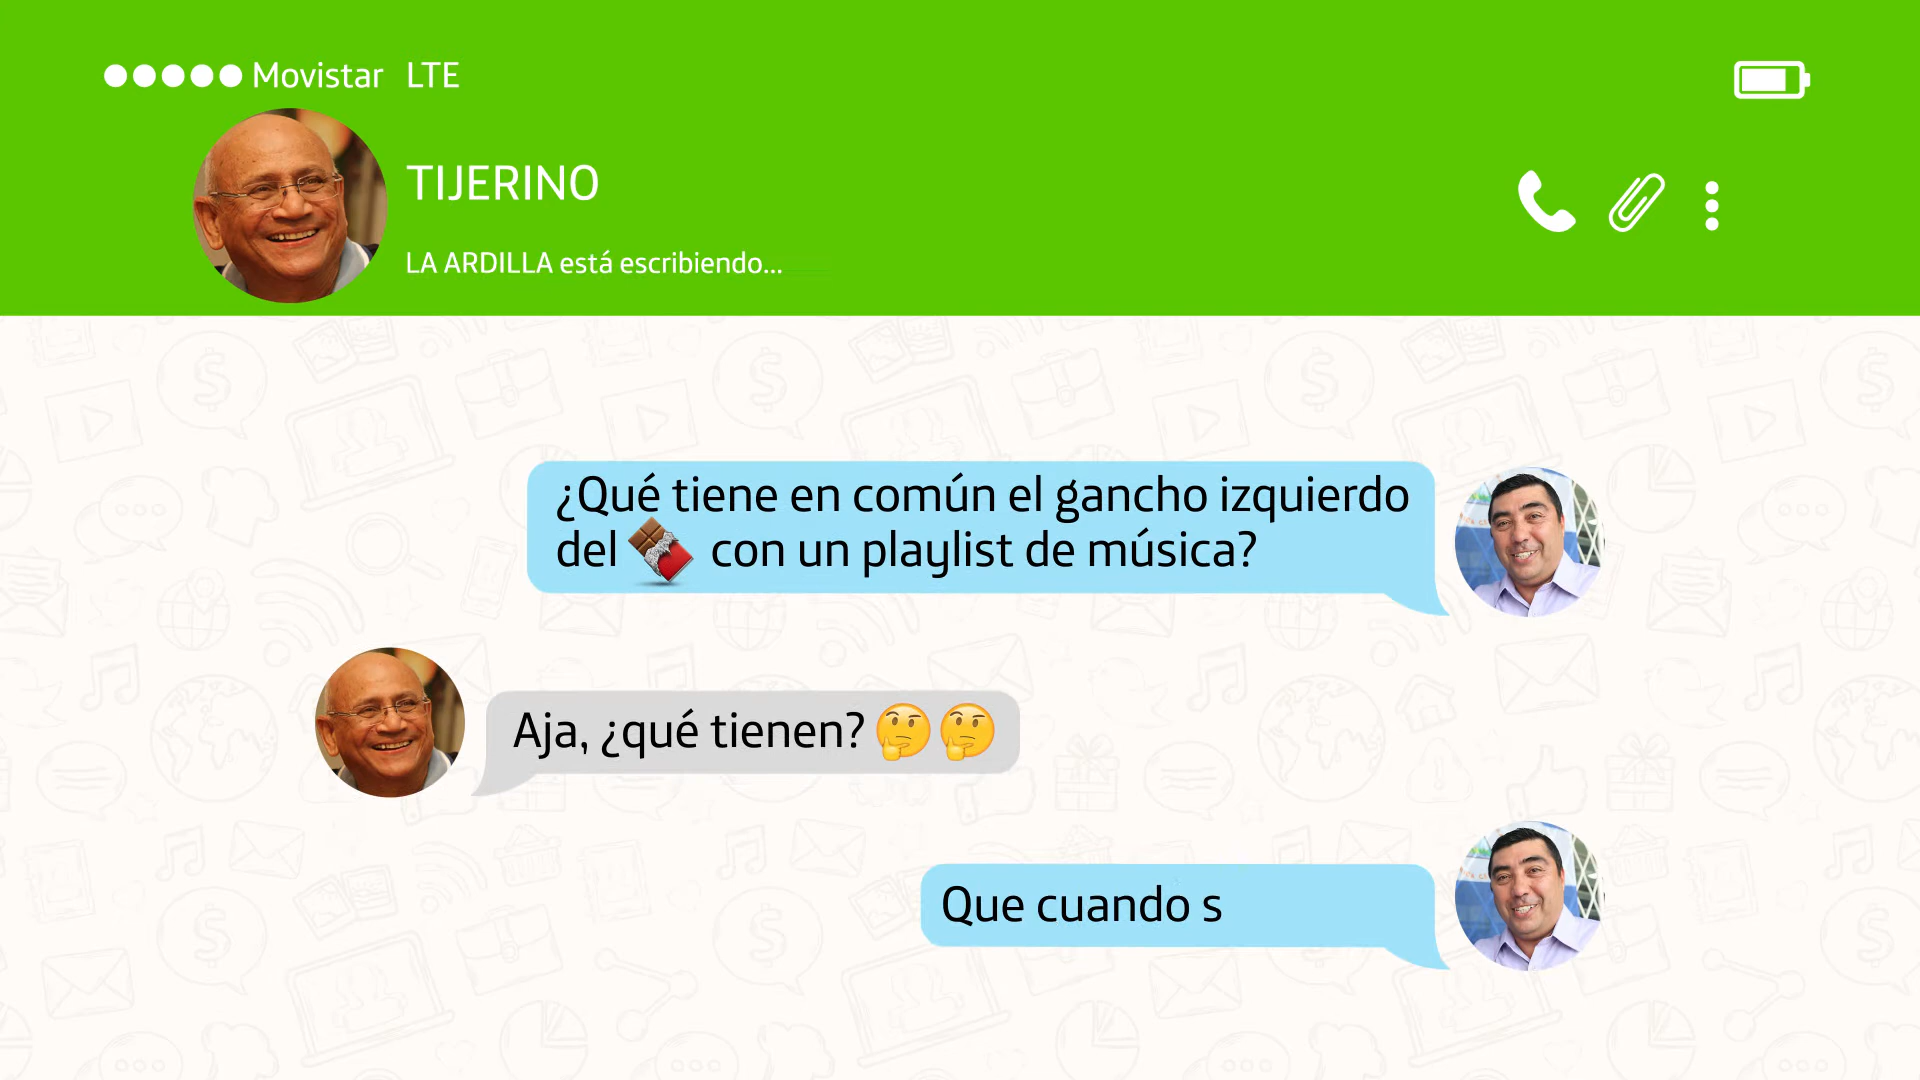 Movistar LTE
TIJERINO
LA ARDILLA está escribiendo...
¿Qué tiene en común el gancho izquierdo
del 🍫 con un playlist de música?
Aja, ¿qué tienen? 🤔🤔
Que cuando s